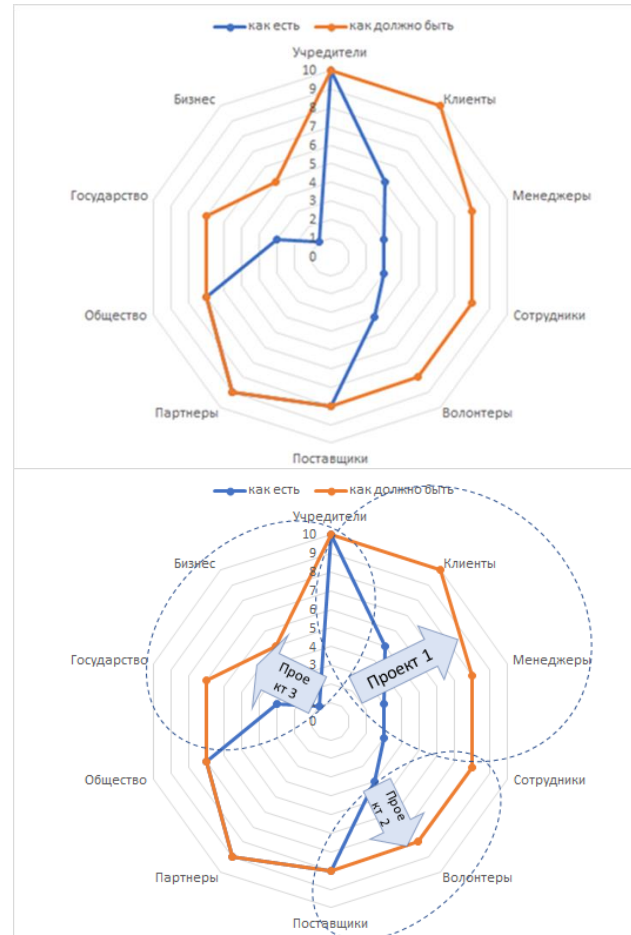 как есть как должно быть
Учредители
10
9
8
7
6
5
4
3
2
1
0
Бизнес
Клиенты
Государство
Менеджеры
Общество
Сотрудники
Партнеры
Волонтеры
Поставщики
как есть как должно быть
Учредители
10
9
8
7
6
5
4
3
0
Бизнес
Клиенты
Государство
Менеджеры
Прое
кт 3
Проект 1
Общество
Сотрудники
Прое
кт 2
Партнеры
Волонтеры
Поставщики